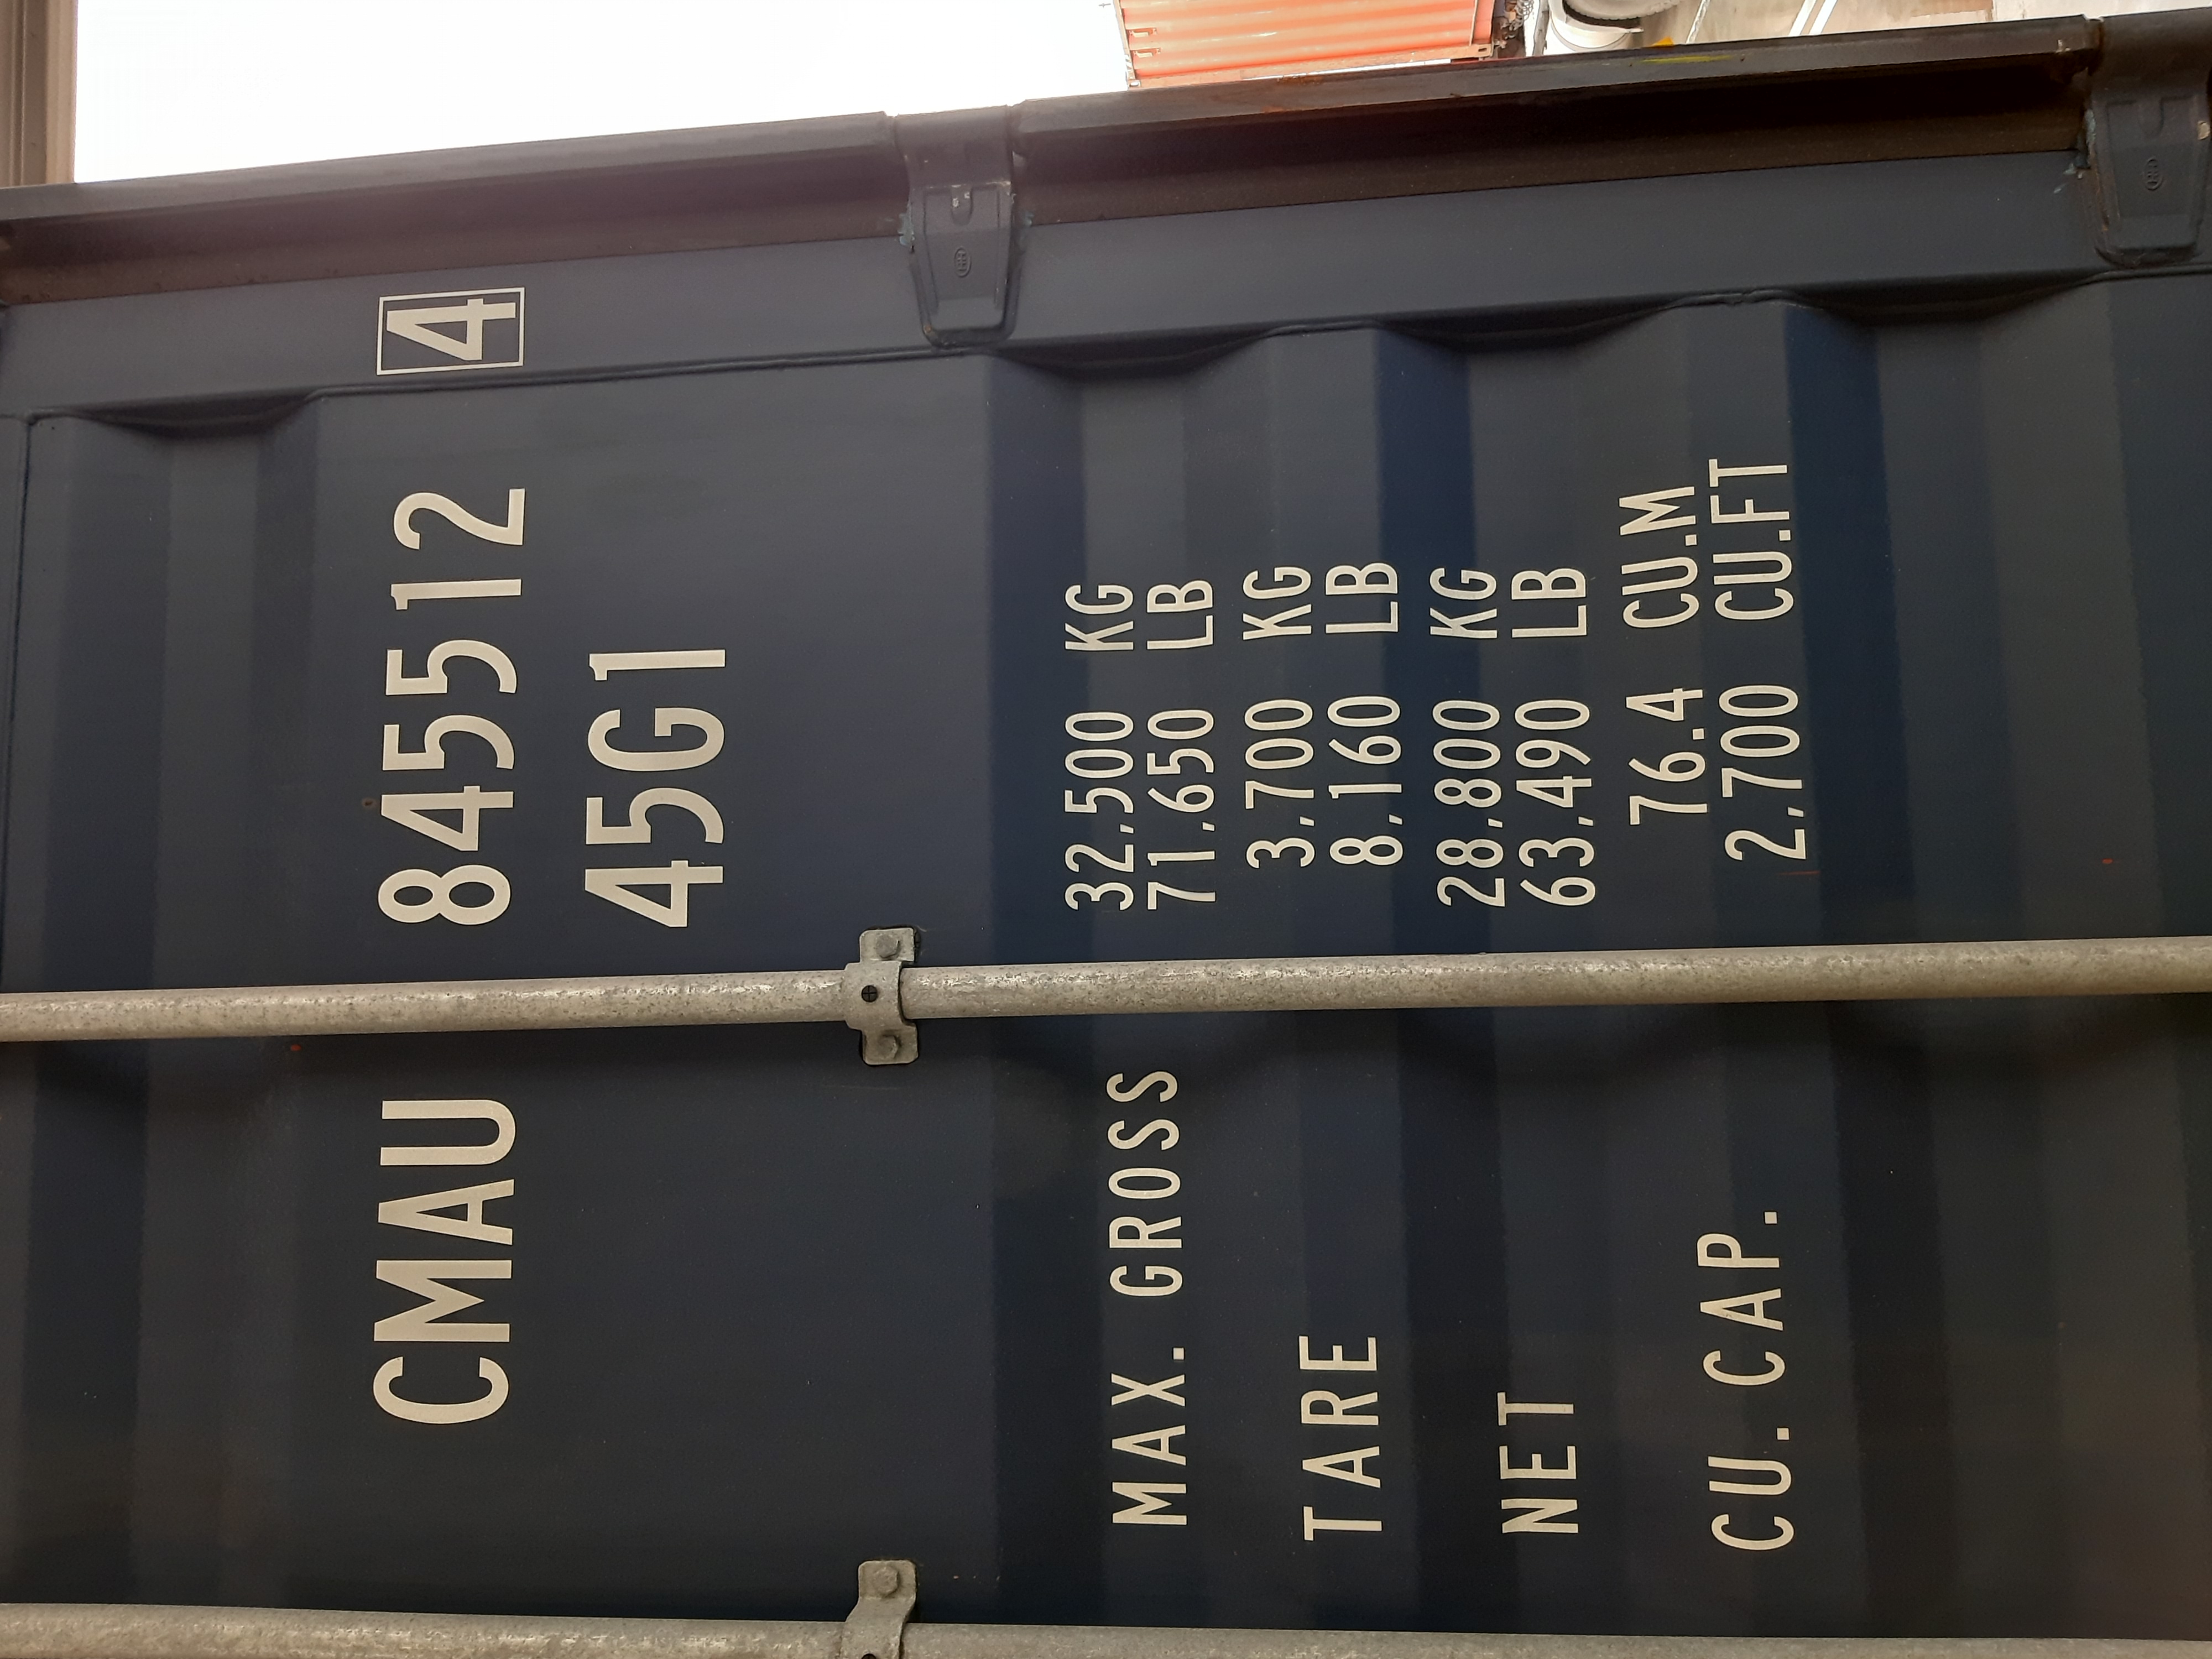 CMAU 845512 4
45G1
MAX. GROSS 32,500 KG
71,650 LB
TARE 3,700 KG
8,160 LB
NET 28,800 KG
63,490 LB
CU. CAP. 76.4 CU.M
2,700 CU.FT